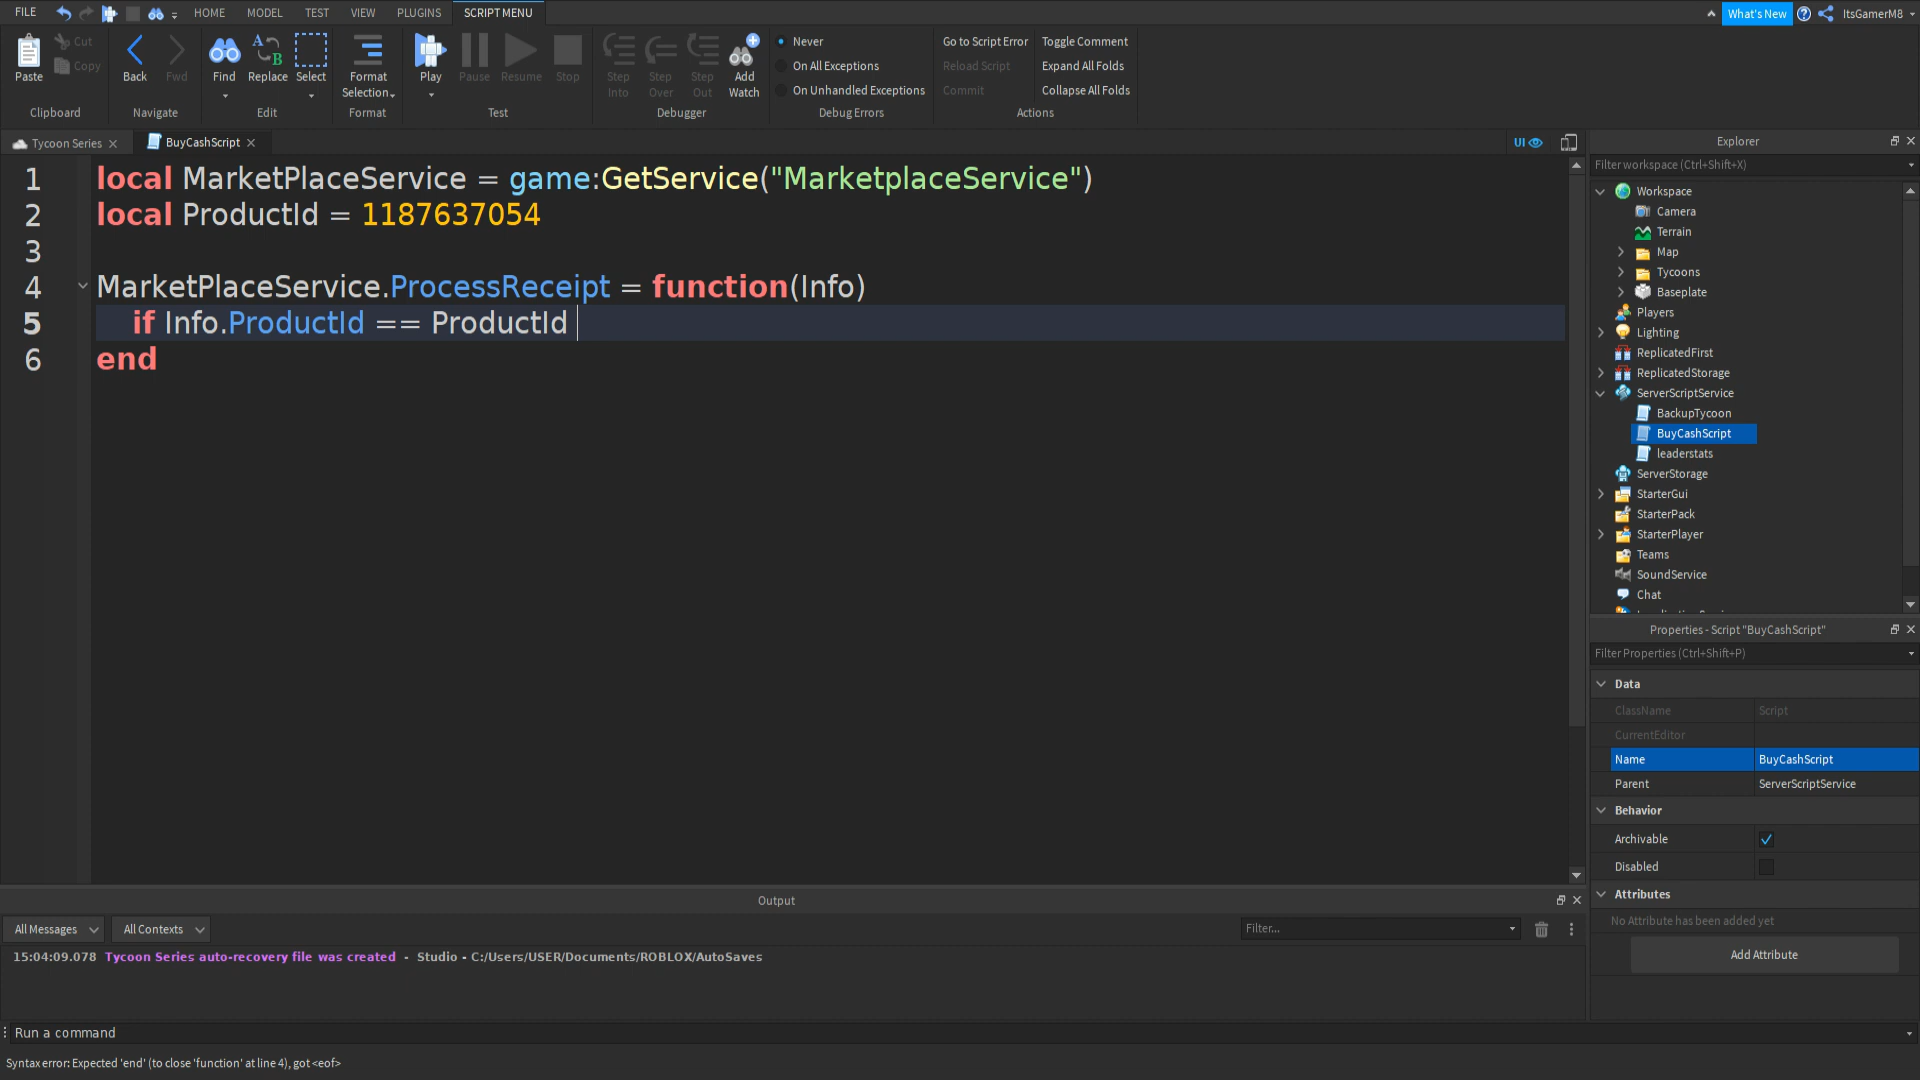 FILE HOME MODEL TEST VIEW PLUGINS SCRIPT MENU What's New ItsGamerM8
Paste Cut Copy Back Fwd Find Replace Select Format Selection Play Pause Resume Stop Step Into Step Over Step Out Add Watch
Never Go to Script Error Toggle Comment
On All Exceptions Reload Script Expand All Folds
On Unhandled Exceptions Commit Collapse All Folds
Clipboard Navigate Edit Format Test Debugger Debug Errors Actions
Tycoon Series BuyCashScript UI
1 local MarketPlaceService = game:GetService("MarketplaceService")
2 local ProductId = 1187637054
3
4 MarketPlaceService.ProcessReceipt = function(Info)
5 if Info.ProductId == ProductId
6 end
Explorer
Filter workspace (Ctrl+Shift+X)
Workspace
Camera
Terrain
Map
Tycoons
Baseplate
Players
Lighting
ReplicatedFirst
ReplicatedStorage
ServerScriptService
BackupTycoon
BuyCashScript
leaderstats
ServerStorage
StarterGui
StarterPack
StarterPlayer
Teams
SoundService
Chat
Properties - Script "BuyCashScript"
Filter Properties (Ctrl+Shift+P)
Data
ClassName Script
CurrentEditor
Name BuyCashScript
Parent ServerScriptService
Behavior
Archivable
Disabled
Attributes
No Attribute has been added yet
Add Attribute
Output
All Messages All Contexts Filter...
15:04:09.078 Tycoon Series auto-recovery file was created - Studio - C:/Users/USER/Documents/ROBLOX/AutoSaves
Run a command
Syntax error: Expected 'end' (to close 'function' at line 4), got <eof>